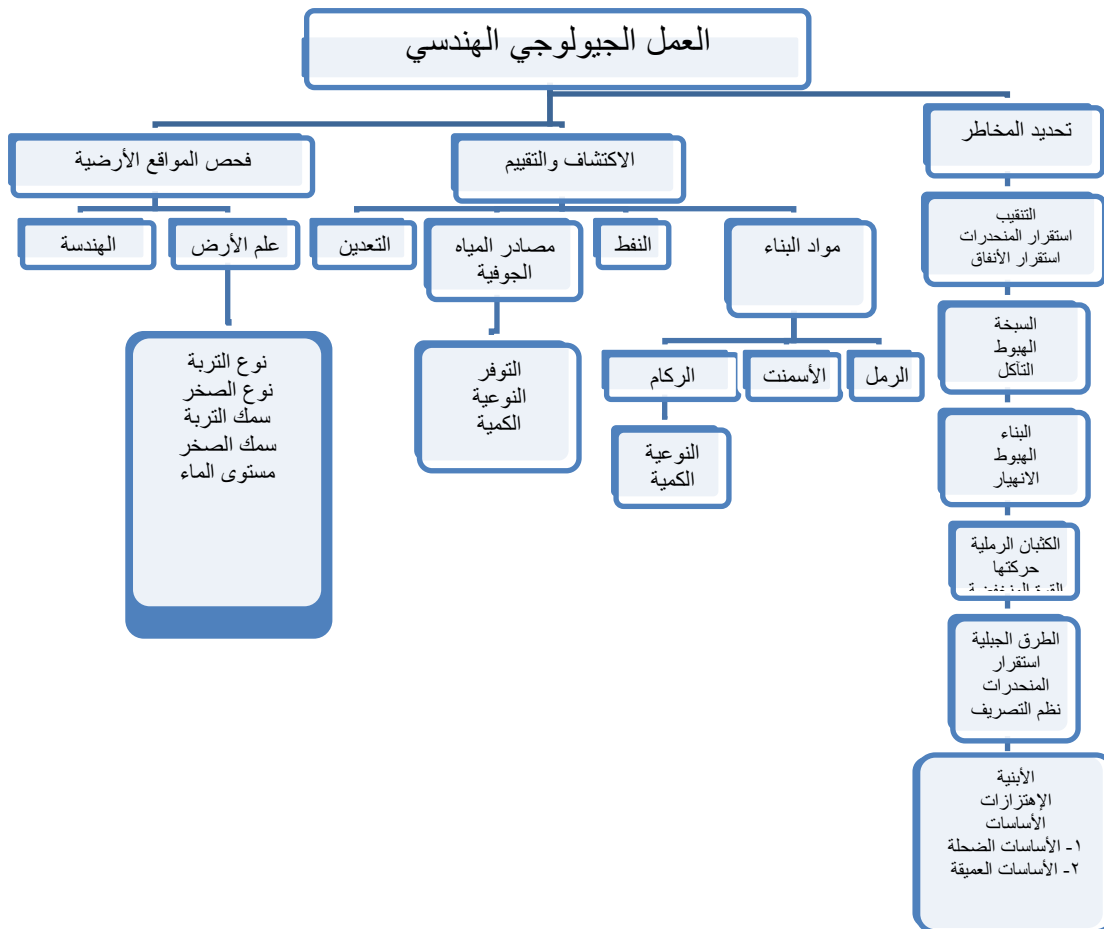 العمل الجيولوجي الهندسي
تحديد المخاطر
الاكتشاف والتقييم
فحص المواقع الأرضية
التنقيب
استقرار المنحدرات
استقرار الأنفاق
السبخة
الهبوط
التآكل
البناء
الهبوط
الانهيار
الكثبان الرملية
حركتها
الطرق الجبلية
استقرار
المنحدرات
نظم التصريف
الأبنية
الإهتزازات
الأساسات
١- الأساسات الضحلة
٢- الأساسات العميقة
مواد البناء
النفط
مصادر المياه
الجوفية
التعدين
الرمل
الأسمنت
الركام
النوعية
الكمية
التوفر
النوعية
الكمية
علم الأرض
الهندسة
نوع التربة
نوع الصخر
سمك التربة
سمك الصخر
مستوى الماء